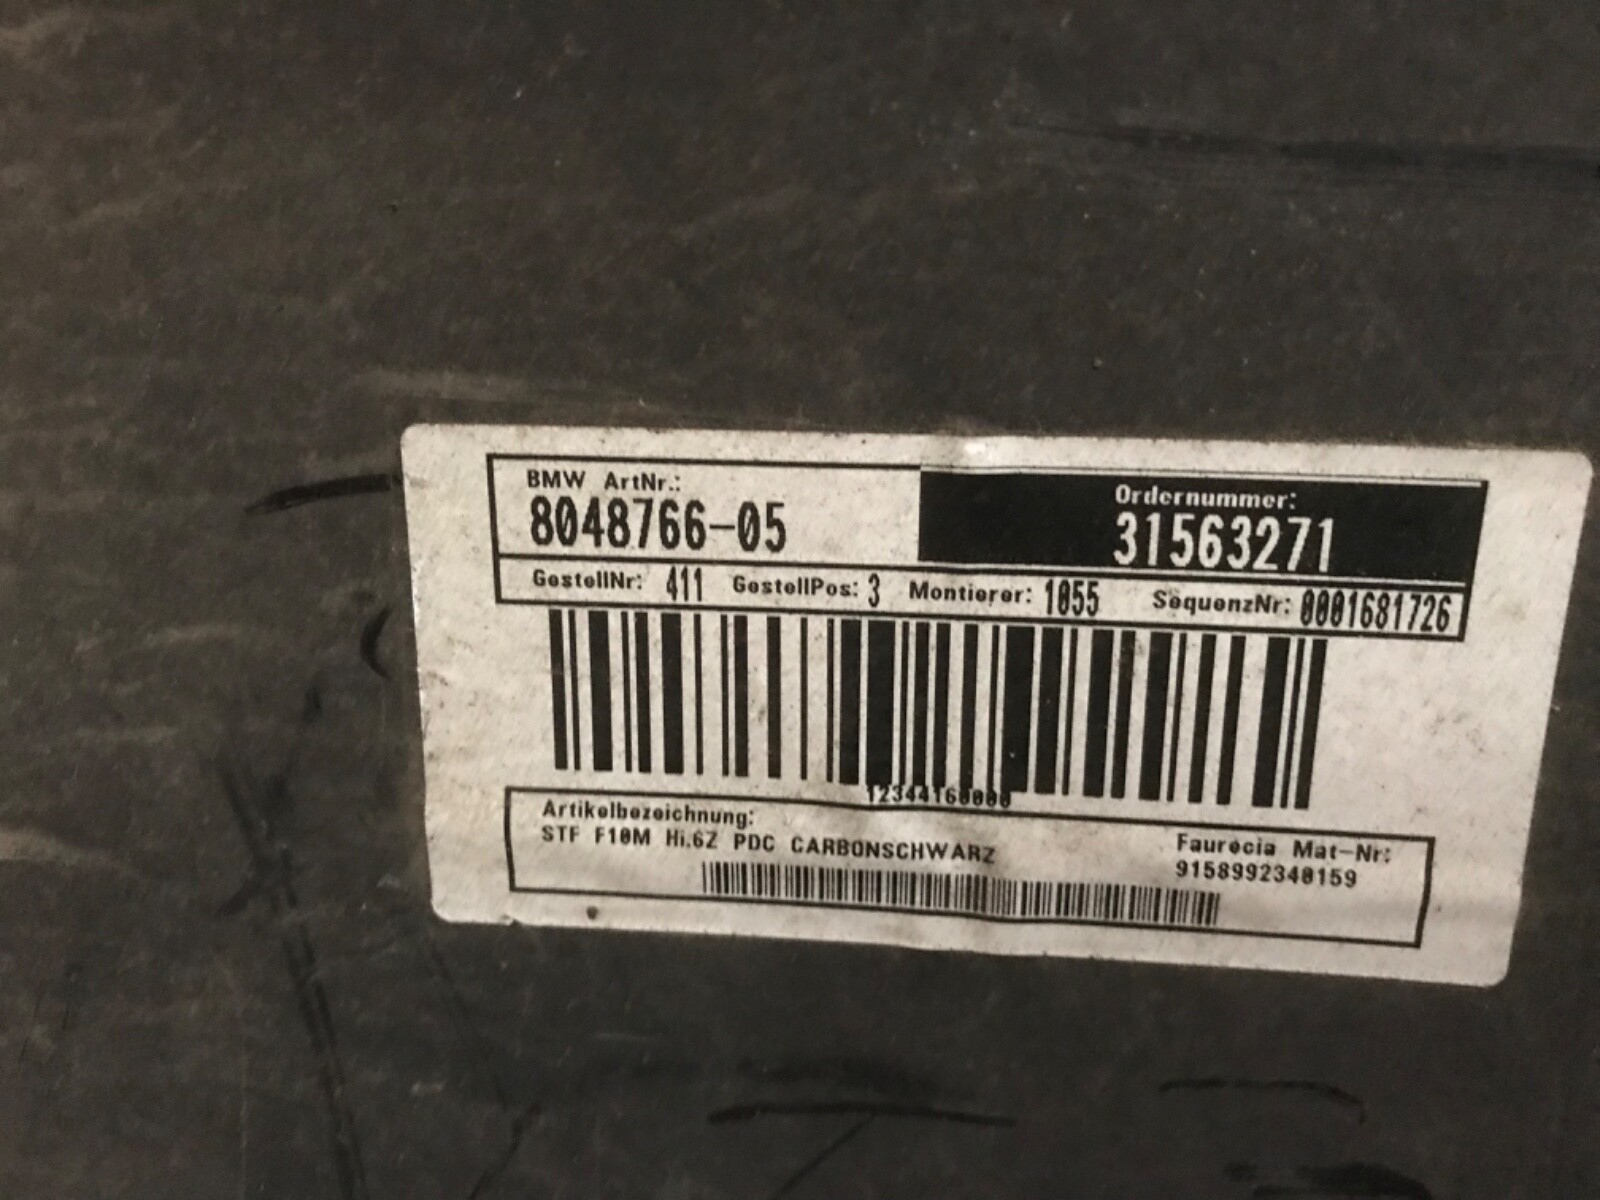 BMW ArtNr.:
8048766-05
Ordernummer:
31563271
GestellNr: 411 GestellPos: 3 Montierer: 1055 SequenzNr: 0001681726
Artikelbezeichnung:
STF F10M Hi.6Z PDC CARBONSCHWARZ
Faurecia Mat-Nr:
9158992340159